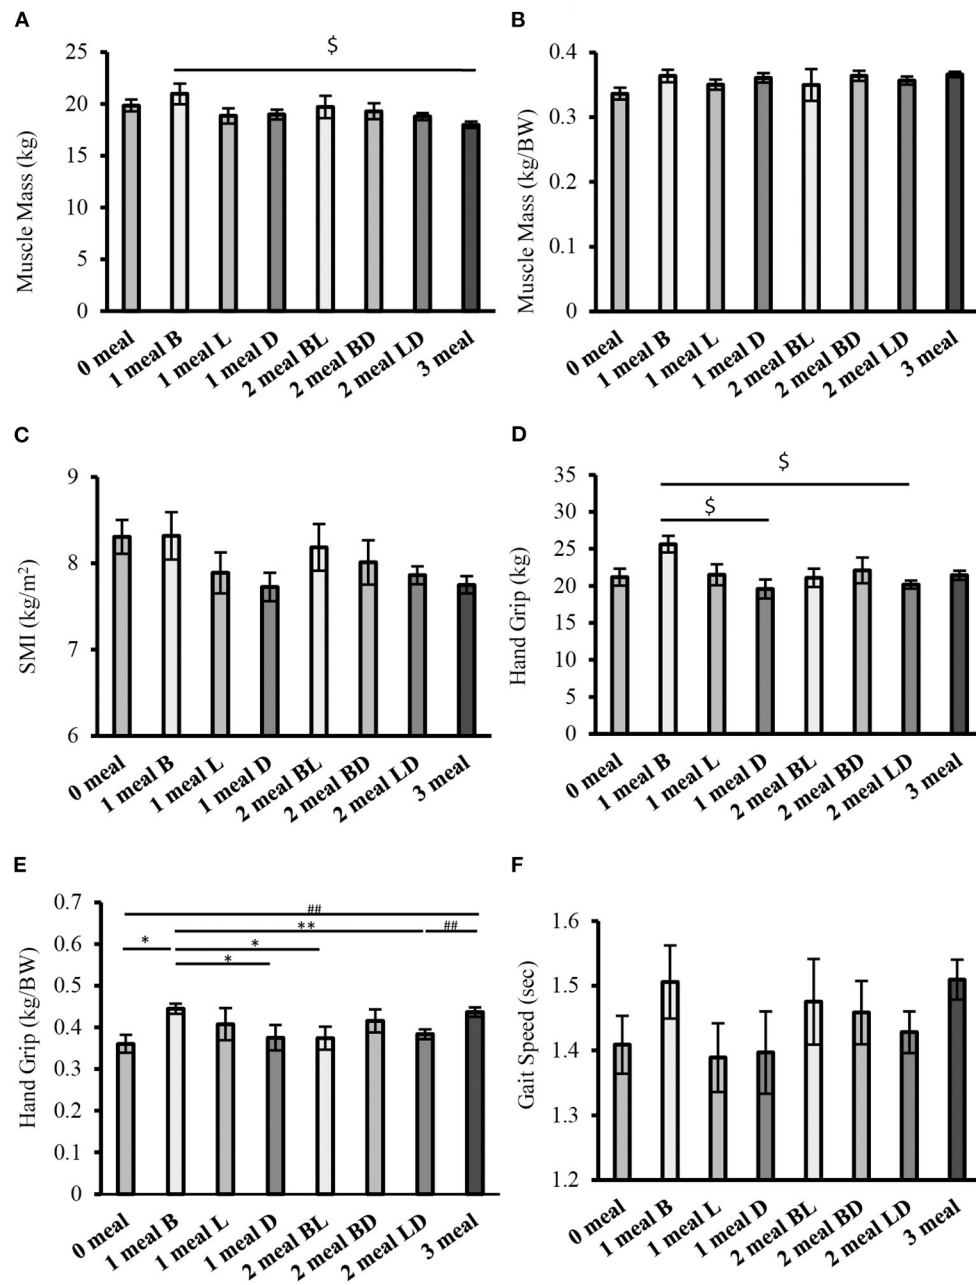 A
$
25
20
15
10
5
0
Muscle Mass (kg)
0 meal
1 meal B
1 meal L
1 meal D
2 meal BL
2 meal BD
2 meal LD
3 meal
B
0.4
0.3
0.2
0.1
0
Muscle Mass (kg/BW)
0 meal
1 meal B
1 meal L
1 meal D
2 meal BL
2 meal BD
2 meal LD
3 meal
C
9
8
7
6
SMI (kg/m²)
0 meal
1 meal B
1 meal L
1 meal D
2 meal BL
2 meal BD
2 meal LD
3 meal
D
$
$
35
30
25
20
15
10
5
0
Hand Grip (kg)
0 meal
1 meal B
1 meal L
1 meal D
2 meal BL
2 meal BD
2 meal LD
3 meal
E
##
** ##
* *
*
0.7
0.6
0.5
0.4
0.3
0.2
0.1
0
Hand Grip (kg/BW)
0 meal
1 meal B
1 meal L
1 meal D
2 meal BL
2 meal BD
2 meal LD
3 meal
F
1.6
1.5
1.4
1.3
1.2
Gait Speed (sec)
0 meal
1 meal B
1 meal L
1 meal D
2 meal BL
2 meal BD
2 meal LD
3 meal